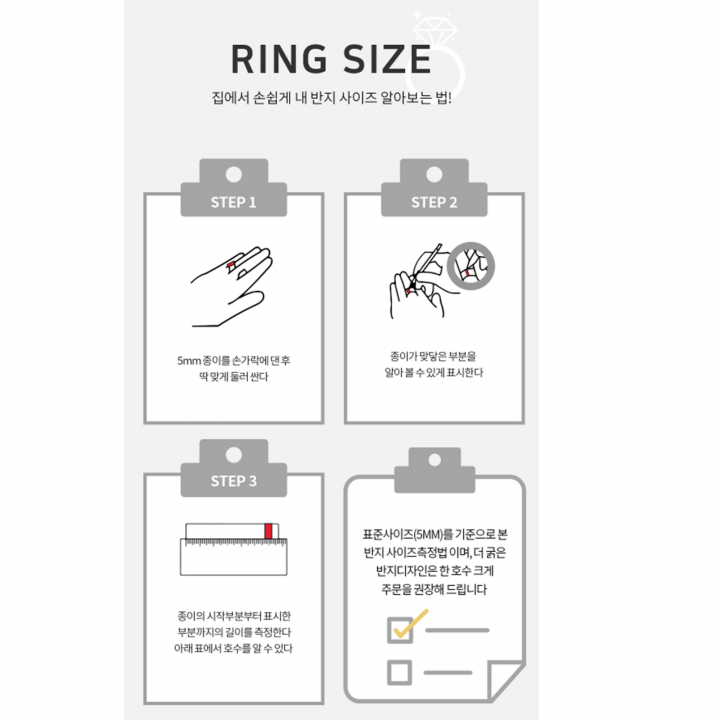 RING SIZE
집에서 손쉽게 내 반지 사이즈 알아보는 법!
STEP 1
5mm 종이를 손가락에 댄 후
딱 맞게 둘러 싼다
STEP 2
종이가 맞닿은 부분을
알아 볼 수 있게 표시한다
STEP 3
종이의 시작부분부터 표시한
부분까지의 길이를 측정한다
아래 표에서 호수를 알 수 있다
표준사이즈(5MM)를 기준으로 본
반지 사이즈측정법 이며, 더 굵은
반지디자인은 한 호수 크게
주문을 권장해 드립니다